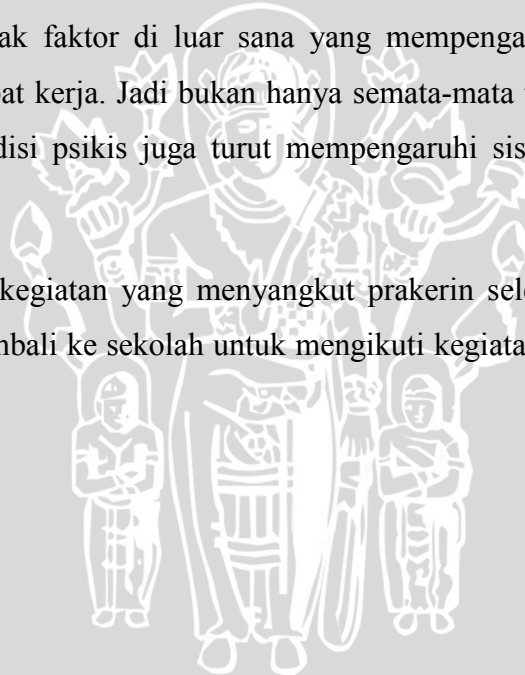 ak faktor di luar sana yang mempenga
at kerja. Jadi bukan hanya semata-mata
disi psikis juga turut mempengaruhi sis
kegiatan yang menyangkut prakerin sel
mbali ke sekolah untuk mengikuti kegiata